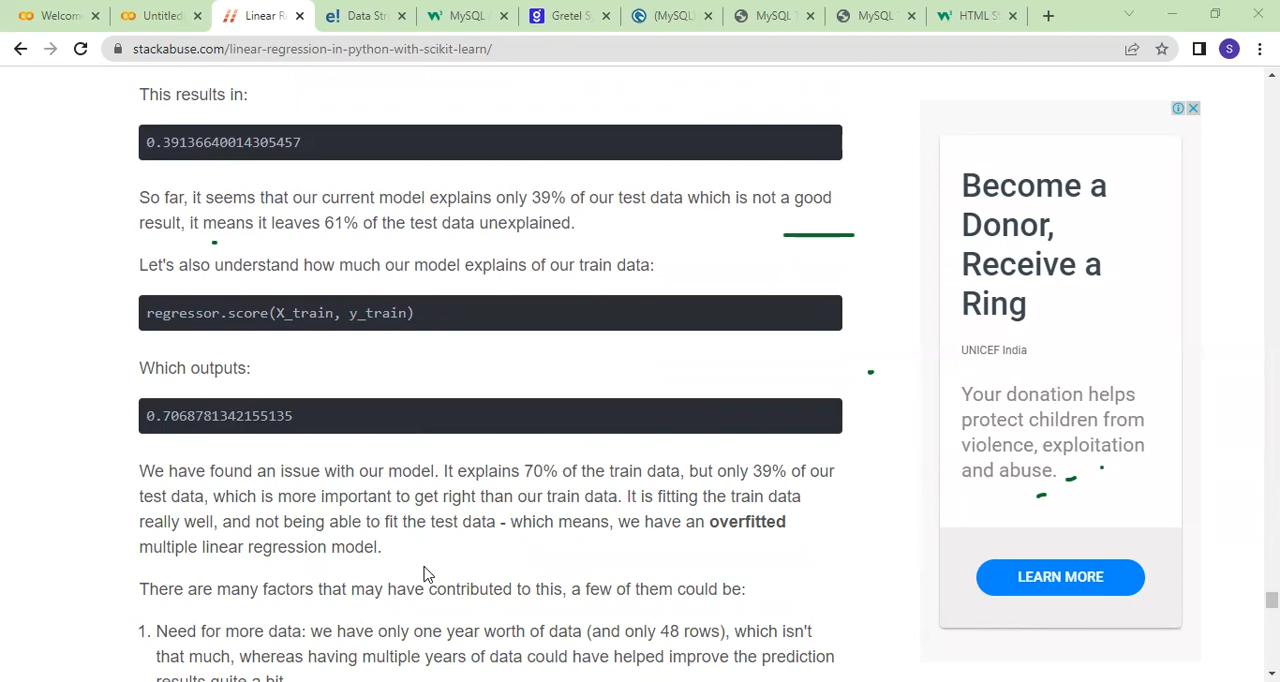 Welcom
Untitled
Linear R
Data Str
MySQL
Gretel S
(MySQL
MySQL T
MySQL
HTML S
stackabuse.com/linear-regression-in-python-with-scikit-learn/
S
This results in:
0.39136640014305457
So far, it seems that our current model explains only 39% of our test data which is not a good
result, it means it leaves 61% of the test data unexplained.
Let's also understand how much our model explains of our train data:
regressor.score(X_train, y_train)
Which outputs:
0.7068781342155135
We have found an issue with our model. It explains 70% of the train data, but only 39% of our
test data, which is more important to get right than our train data. It is fitting the train data
really well, and not being able to fit the test data - which means, we have an overfitted
multiple linear regression model.
There are many factors that may have contributed to this, a few of them could be:
1. Need for more data: we have only one year worth of data (and only 48 rows), which isn't
that much, whereas having multiple years of data could have helped improve the prediction
results quite a bit.
Become a
Donor,
Receive a
Ring
UNICEF India
Your donation helps
protect children from
violence, exploitation
and abuse.
LEARN MORE